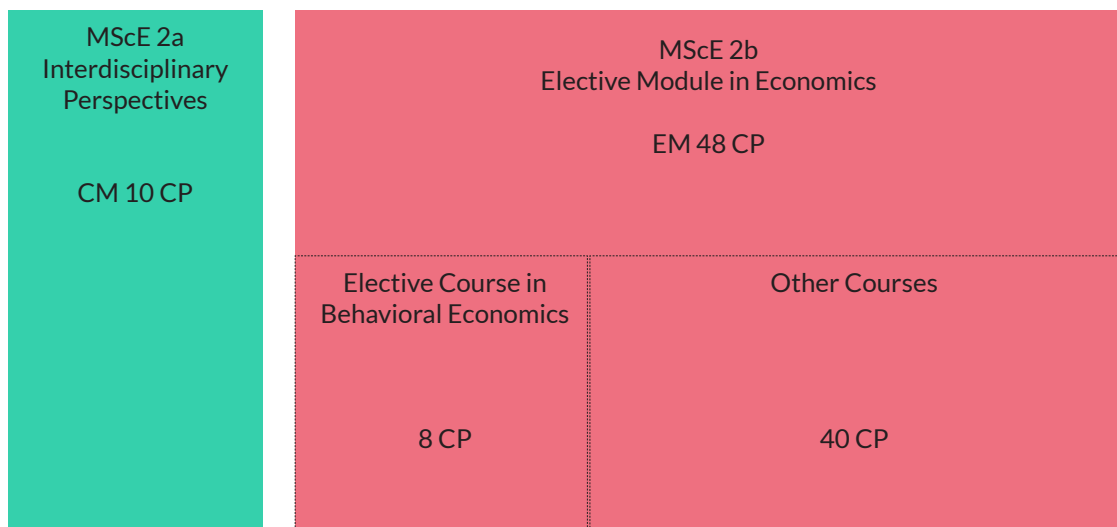 MScE 2a
Interdisciplinary
Perspectives
CM 10 CP
MScE 2b
Elective Module in Economics
EM 48 CP
Elective Course in
Behavioral Economics
8 CP
Other Courses
40 CP